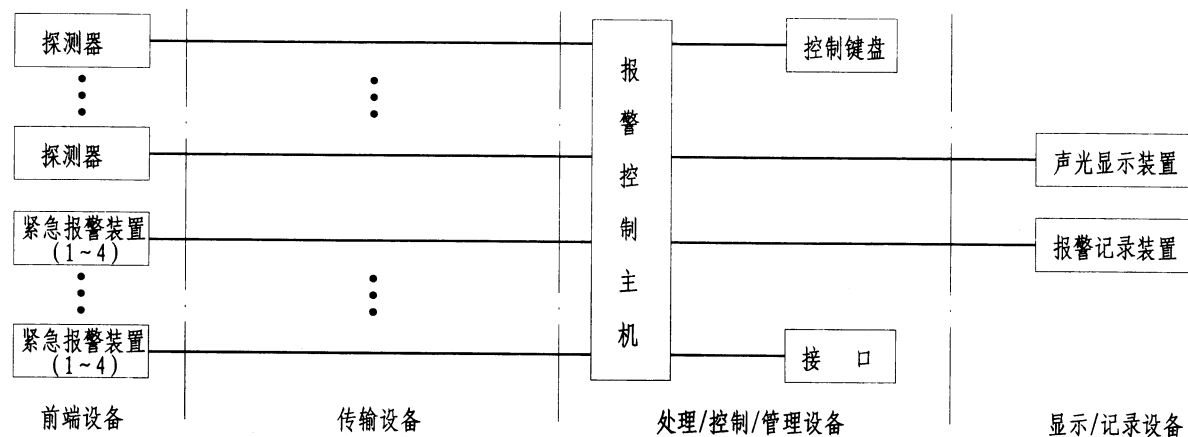 探测器
控制键盘
报警控制主机
探测器
声光显示装置
紧急报警装置
(1~4)
报警记录装置
紧急报警装置
(1~4)
接 口
前端设备
传输设备
处理/控制/管理设备
显示/记录设备